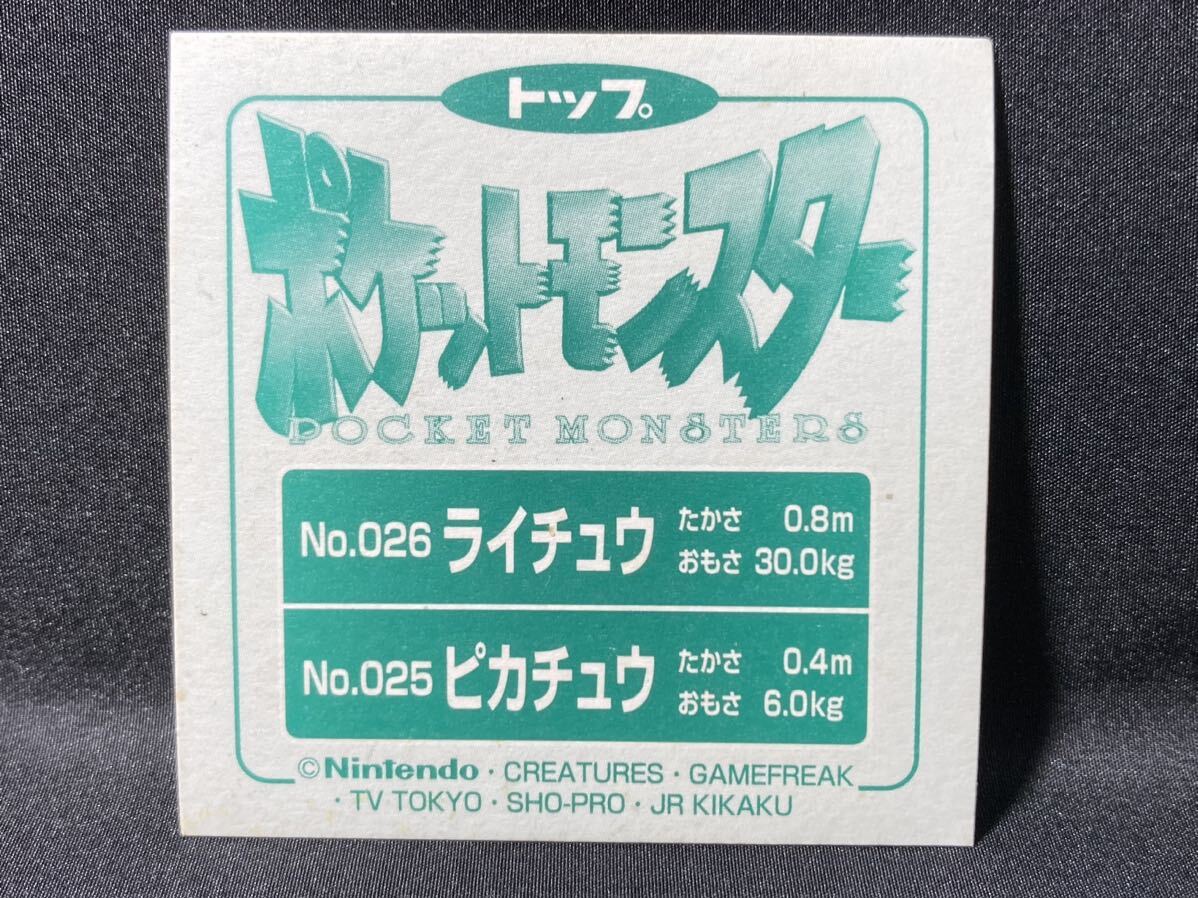 トップ。
ポケットモンスター
POCKET MONSTERS
No.026 ライチュウ たかさ 0.8m
おもさ 30.0kg
No.025 ピカチュウ たかさ 0.4m
おもさ 6.0kg
©Nintendo・CREATURES・GAMEFREAK
・TV TOKYO・SHO-PRO・JR KIKAKU